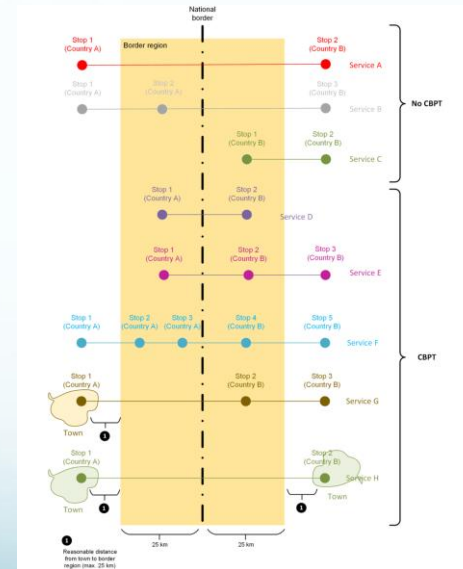 National
border
Border region
Stop 1
(Country A)
Stop 2
(Country B)
Service A
Stop 1
(Country A)
Stop 2
(Country A)
Stop 3
(Country B)
Service B
No CBPT
Stop 1
(Country B)
Stop 2
(Country B)
Service C
Stop 1
(Country A)
Stop 2
(Country B)
Service D
Stop 1
(Country A)
Stop 2
(Country B)
Stop 3
(Country B)
Service E
Stop 1
(Country A)
Stop 2
(Country A)
Stop 3
(Country A)
Stop 4
(Country B)
Stop 5
(Country B)
Service F
CBPT
Stop 1
(Country A)
Stop 2
(Country B)
Stop 3
(Country B)
Service G
Town
1
Stop 1
(Country A)
Stop 2
(Country B)
Service H
Town
Town
1
1
25 km
25 km
1
Reasonable distance
from town to border
region (max. 25 km)